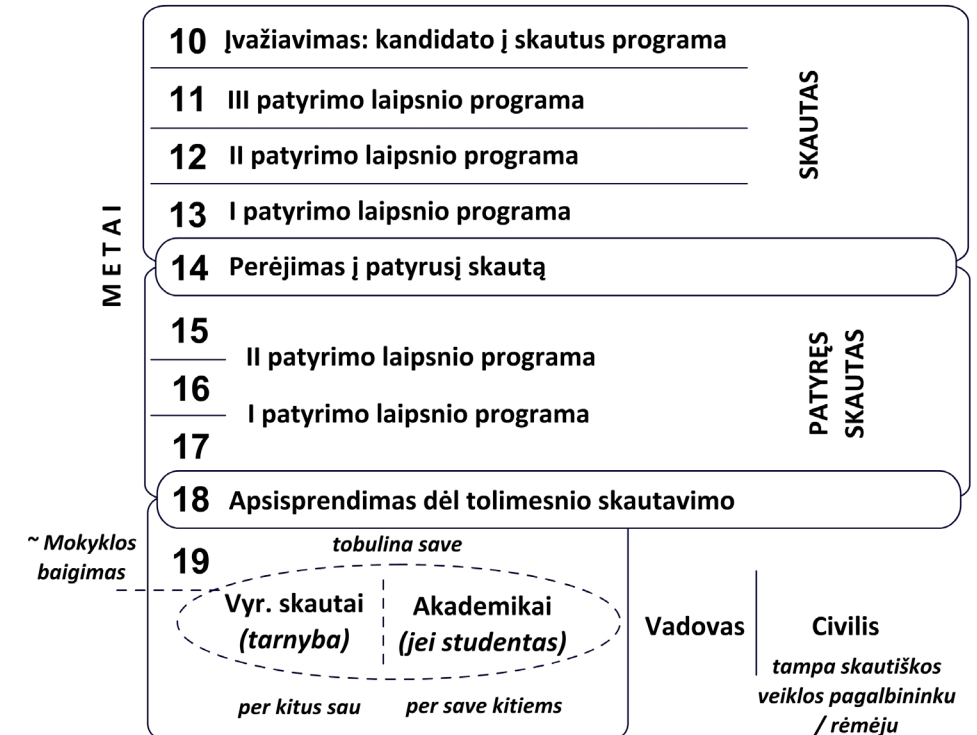 10 Įvažiavimas: kandidato į skautus programa
11 III patyrimo laipsnio programa
12 II patyrimo laipsnio programa
13 I patyrimo laipsnio programa
SKAUTAS
METAI
14 Perėjimas į patyrusį skautą
15
II patyrimo laipsnio programa
16
I patyrimo laipsnio programa
17
PATYRĘS
SKAUTAS
18 Apsisprendimas dėl tolimesnio skautavimo
~ Mokyklos
baigimas
19
tobulina save
Vyr. skautai
(tarnyba)
Akademikai
(jei studentas)
per kitus sau
per save kitiems
Vadovas
Civilis
tampa skautiškos
veiklos pagalbininku
/ rėmėju